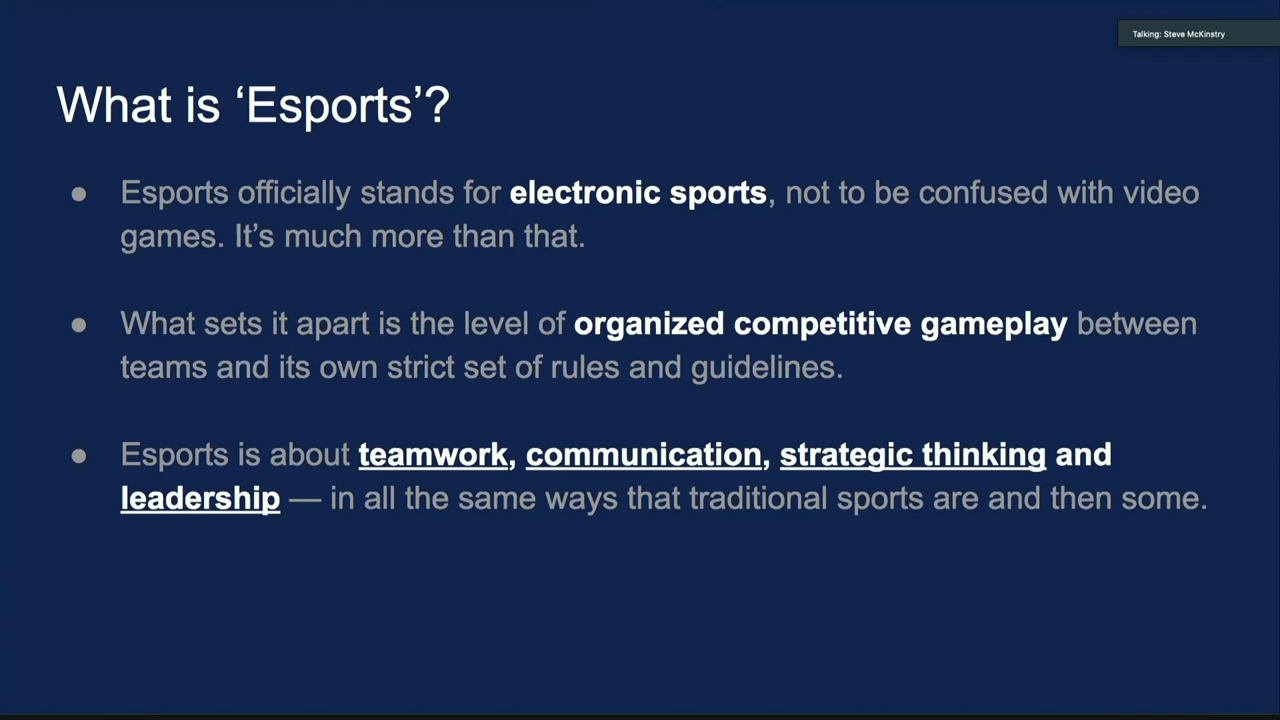 Talking: Steve McKinstry
What is ‘Esports’?
● Esports officially stands for electronic sports, not to be confused with video
games. It’s much more than that.
● What sets it apart is the level of organized competitive gameplay between
teams and its own strict set of rules and guidelines.
● Esports is about teamwork, communication, strategic thinking and
leadership — in all the same ways that traditional sports are and then some.